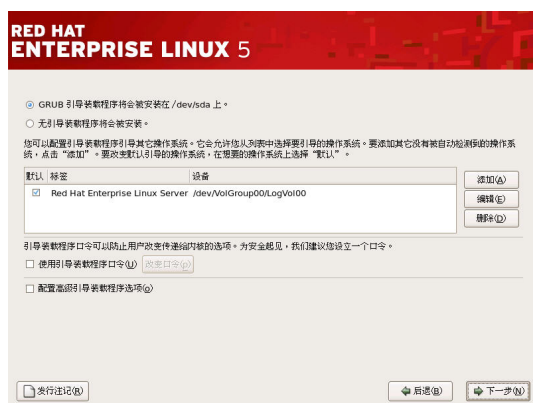 RED HAT
ENTERPRISE LINUX 5
GRUB 引导装载程序将会被安装在 /dev/sda 上。
无引导装载程序将会被安装。
您可以配置引导装载程序引导其它操作系统。它会允许您从列表中选择要引导的操作系统。要添加其它没有被自动检测到的操作系
统，点击“添加”。要改变默认引导的操作系统，在想要的操作系统上选择“默认”。
默认 标签 设备
Red Hat Enterprise Linux Server /dev/VolGroup00/LogVol00
添加(A)
编辑(E)
删除(D)
引导装载程序口令可以防止用户改变传递给内核的选项。为安全起见，我们建议您设立一个口令。
使用引导装载程序口令(U) 改变口令(p)
配置高级引导装载程序选项(o)
发行注记(R) 后退(B) 下一步(N)